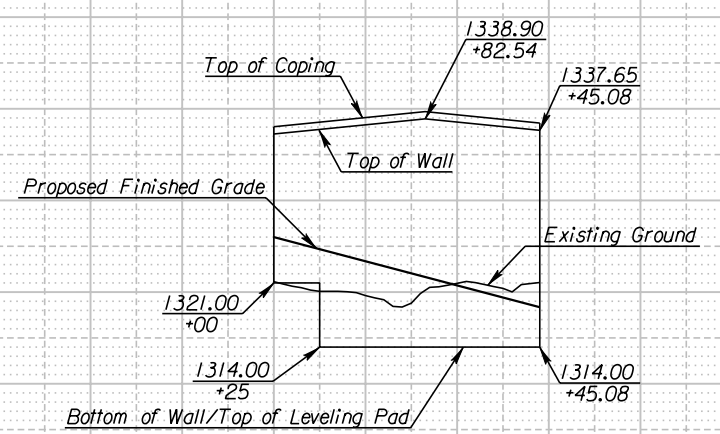 1338.90
+82.54
Top of Coping
1337.65
+45.08
Top of Wall
Proposed Finished Grade
Existing Ground
1321.00
+00
1314.00
+25
1314.00
+45.08
Bottom of Wall/Top of Leveling Pad